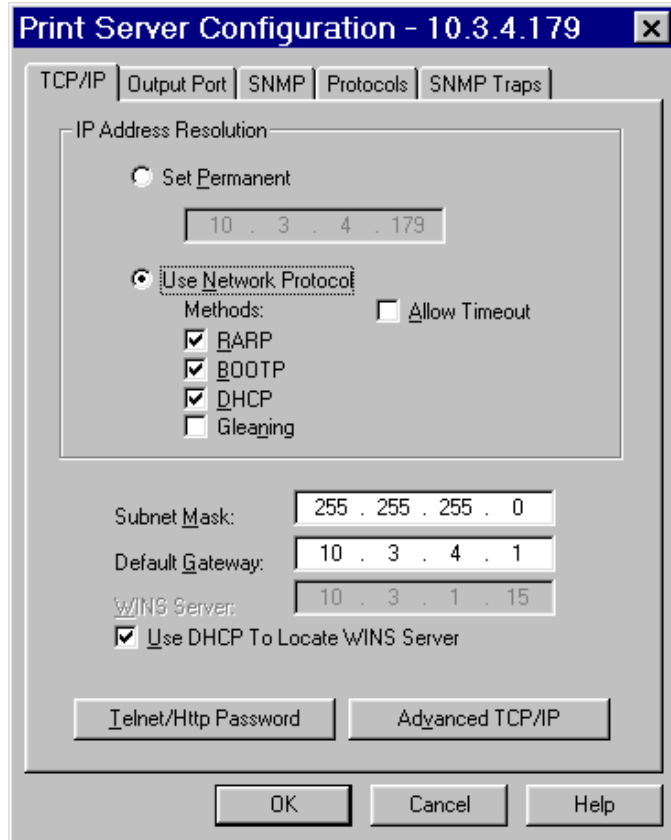 Print Server Configuration - 10.3.4.179
TCP/IP Output Port SNMP Protocols SNMP Traps
IP Address Resolution
Set Permanent
10 . 3 . 4 . 179
Use Network Protocol
Methods: Allow Timeout
RARP
BOOTP
DHCP
Gleaning
Subnet Mask: 255 . 255 . 255 . 0
Default Gateway: 10 . 3 . 4 . 1
WINS Server: 10 . 3 . 1 . 15
Use DHCP To Locate WINS Server
Telnet/Http Password Advanced TCP/IP
OK Cancel Help